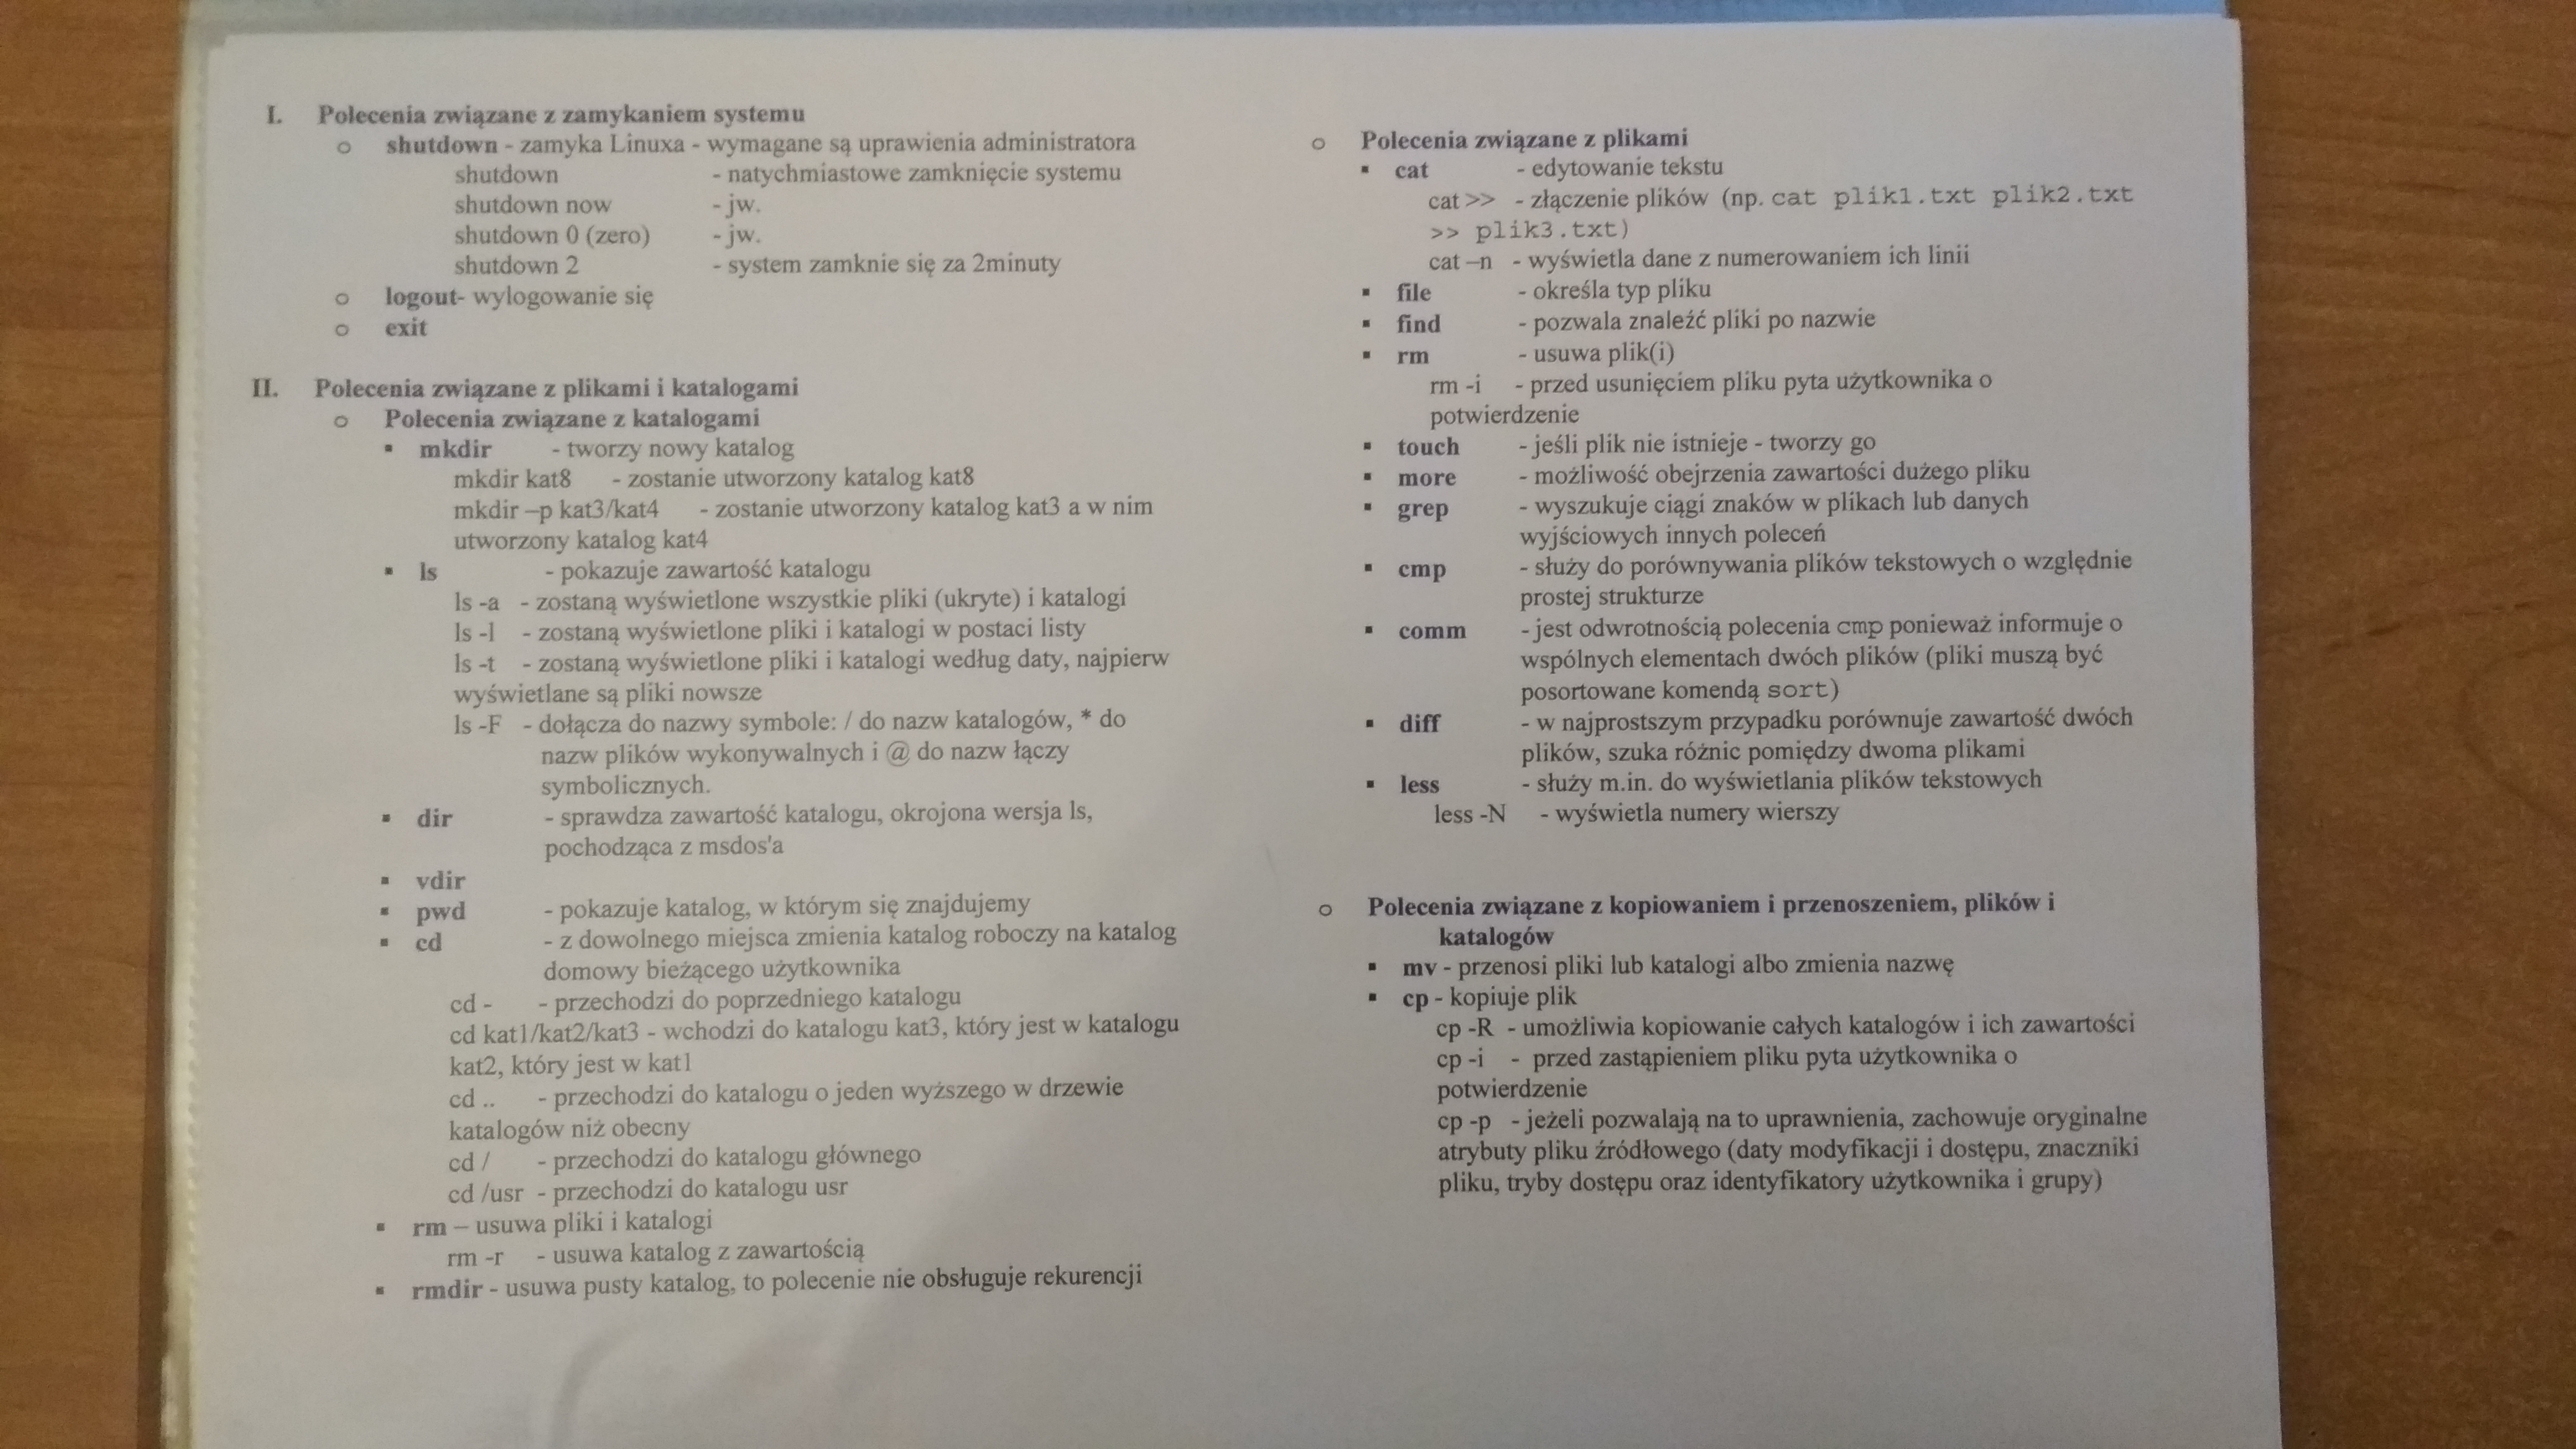 I. Polecenia związane z zamykaniem systemu
o shutdown - zamyka Linuxa - wymagane są uprawienia administratora
shutdown - natychmiastowe zamknięcie systemu
shutdown now - jw.
shutdown 0 (zero) - jw.
shutdown 2 - system zamknie się za 2minuty
o logout- wylogowanie się
o exit
II. Polecenia związane z plikami i katalogami
o Polecenia związane z katalogami
▪ mkdir - tworzy nowy katalog
mkdir kat8 - zostanie utworzony katalog kat8
mkdir –p kat3/kat4 - zostanie utworzony katalog kat3 a w nim
utworzony katalog kat4
▪ ls - pokazuje zawartość katalogu
ls -a - zostaną wyświetlone wszystkie pliki (ukryte) i katalogi
ls -l - zostaną wyświetlone pliki i katalogi w postaci listy
ls -t - zostaną wyświetlone pliki i katalogi według daty, najpierw
wyświetlane są pliki nowsze
ls -F - dołącza do nazwy symbole: / do nazw katalogów, * do
nazw plików wykonywalnych i @ do nazw łączy
symbolicznych.
▪ dir - sprawdza zawartość katalogu, okrojona wersja ls,
pochodząca z msdos'a
▪ vdir
▪ pwd - pokazuje katalog, w którym się znajdujemy
▪ cd - z dowolnego miejsca zmienia katalog roboczy na katalog
domowy bieżącego użytkownika
cd - - przechodzi do poprzedniego katalogu
cd kat1/kat2/kat3 - wchodzi do katalogu kat3, który jest w katalogu
kat2, który jest w kat1
cd .. - przechodzi do katalogu o jeden wyższego w drzewie
katalogów niż obecny
cd / - przechodzi do katalogu głównego
cd /usr - przechodzi do katalogu usr
▪ rm – usuwa pliki i katalogi
rm -r - usuwa katalog z zawartością
▪ rmdir - usuwa pusty katalog, to polecenie nie obsługuje rekurencji
o Polecenia związane z plikami
▪ cat - edytowanie tekstu
cat >> - złączenie plików (np. cat plik1.txt plik2.txt
>> plik3.txt)
cat –n - wyświetla dane z numerowaniem ich linii
▪ file - określa typ pliku
▪ find - pozwala znaleźć pliki po nazwie
▪ rm - usuwa plik(i)
rm -i - przed usunięciem pliku pyta użytkownika o
potwierdzenie
▪ touch - jeśli plik nie istnieje - tworzy go
▪ more - możliwość obejrzenia zawartości dużego pliku
▪ grep - wyszukuje ciągi znaków w plikach lub danych
wyjściowych innych poleceń
▪ cmp - służy do porównywania plików tekstowych o względnie
prostej strukturze
▪ comm - jest odwrotnością polecenia cmp ponieważ informuje o
wspólnych elementach dwóch plików (pliki muszą być
posortowane komendą sort)
▪ diff - w najprostszym przypadku porównuje zawartość dwóch
plików, szuka różnic pomiędzy dwoma plikami
▪ less - służy m.in. do wyświetlania plików tekstowych
less -N - wyświetla numery wierszy
o Polecenia związane z kopiowaniem i przenoszeniem, plików i
katalogów
▪ mv - przenosi pliki lub katalogi albo zmienia nazwę
▪ cp - kopiuje plik
cp -R - umożliwia kopiowanie całych katalogów i ich zawartości
cp -i - przed zastąpieniem pliku pyta użytkownika o
potwierdzenie
cp -p - jeżeli pozwalają na to uprawnienia, zachowuje oryginalne
atrybuty pliku źródłowego (daty modyfikacji i dostępu, znaczniki
pliku, tryby dostępu oraz identyfikatory użytkownika i grupy)